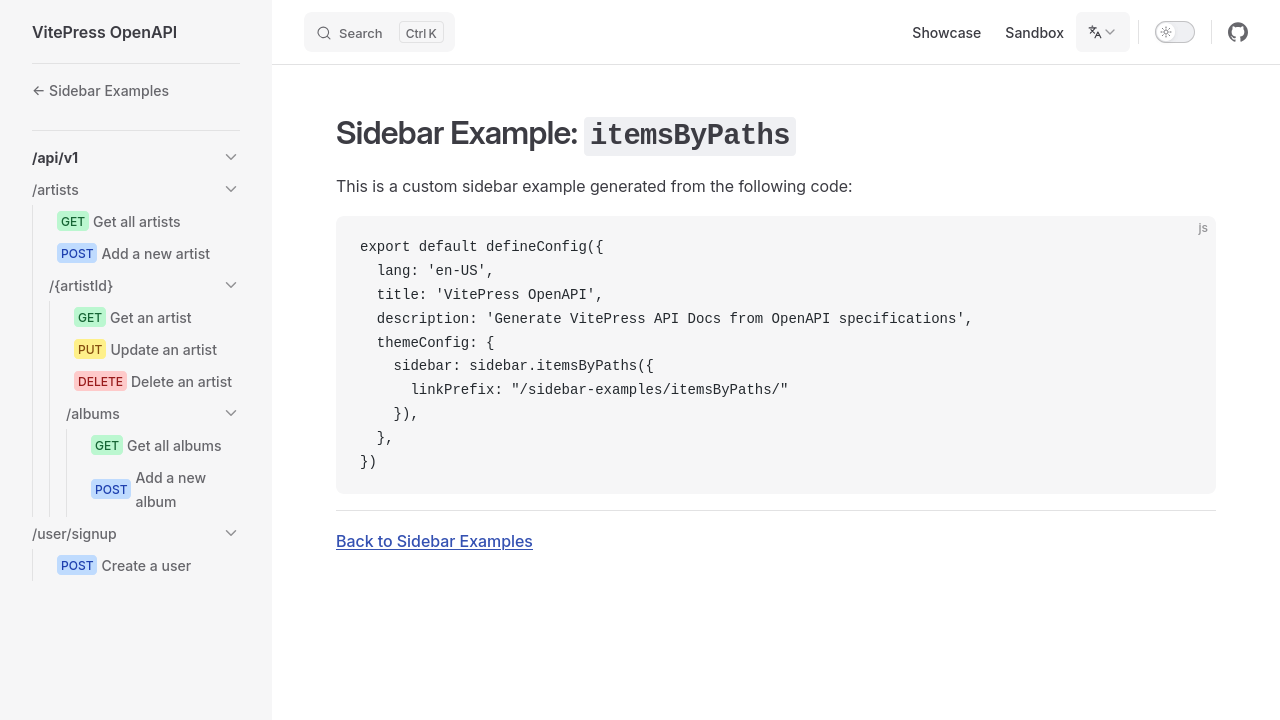 VitePress OpenAPI
Search Ctrl K
Showcase
Sandbox
← Sidebar Examples
/api/v1
/artists
GET Get all artists
POST Add a new artist
/{artistId}
GET Get an artist
PUT Update an artist
DELETE Delete an artist
/albums
GET Get all albums
POST Add a new
album
/user/signup
POST Create a user
Sidebar Example: itemsByPaths
This is a custom sidebar example generated from the following code:
js
export default defineConfig({
  lang: 'en-US',
  title: 'VitePress OpenAPI',
  description: 'Generate VitePress API Docs from OpenAPI specifications',
  themeConfig: {
    sidebar: sidebar.itemsByPaths({
      linkPrefix: "/sidebar-examples/itemsByPaths/"
    }),
  },
})
Back to Sidebar Examples